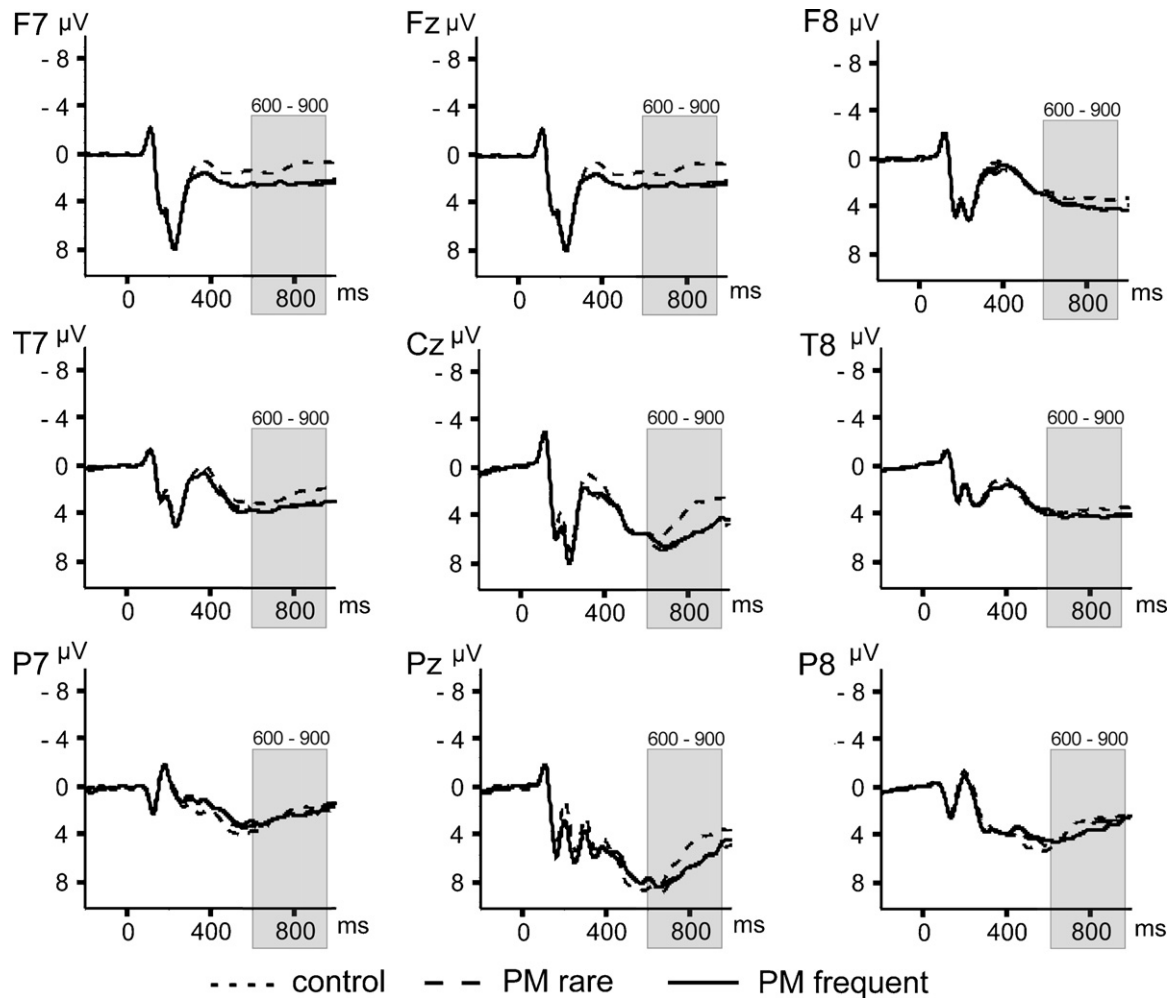 F7 µV Fz µV F8 µV
- 8 - 8 - 8
600 - 900 600 - 900 600 - 900
- 4 - 4 - 4
0 0 0
4 4 4
8 8 8
0 400 800 ms 0 400 800 ms 0 400 800 ms
T7 µV Cz µV T8 µV
- 8 - 8 - 8
600 - 900 600 - 900 600 - 900
- 4 - 4 - 4
0 0 0
4 4 4
8 8 8
0 400 800 ms 0 400 800 ms 0 400 800 ms
P7 µV Pz µV P8 µV
- 8 - 8 - 8
600 - 900 600 - 900 600 - 900
- 4 - 4 - 4
0 0 0
4 4 4
8 8 8
0 400 800 ms 0 400 800 ms 0 400 800 ms
control PM rare PM frequent